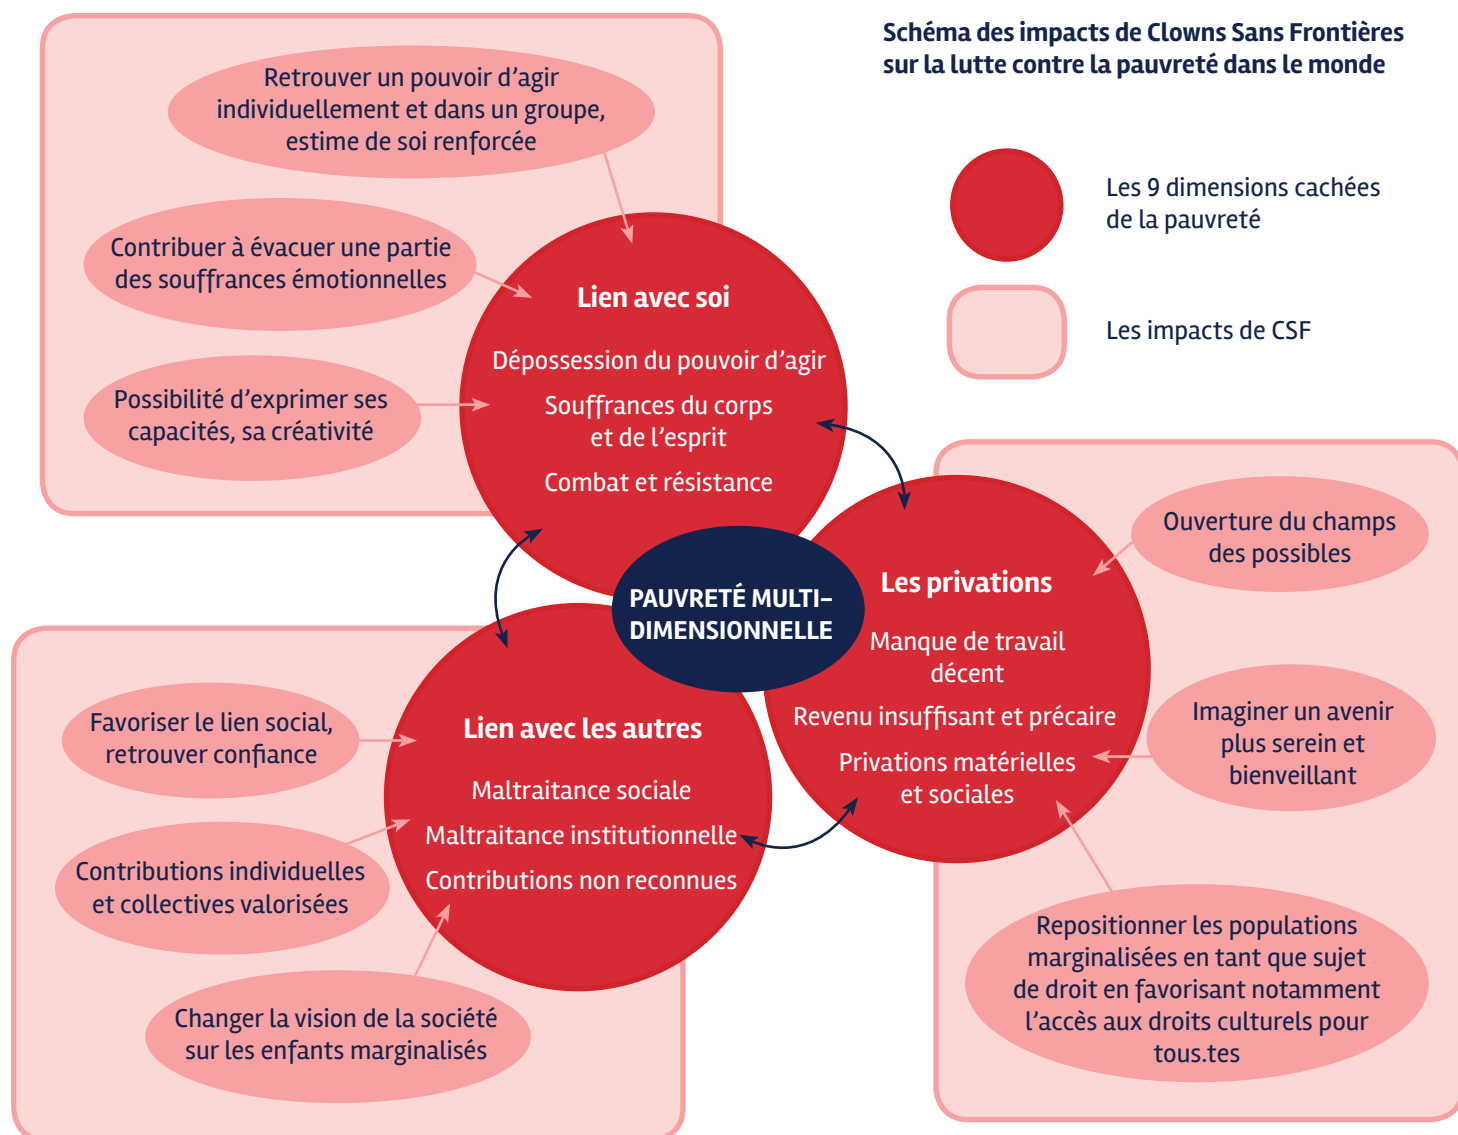 Schéma des impacts de Clowns Sans Frontières
sur la lutte contre la pauvreté dans le monde
Les 9 dimensions cachées
de la pauvreté
Les impacts de CSF
Retrouver un pouvoir d’agir
individuellement et dans un groupe,
estime de soi renforcée
Contribuer à évacuer une partie
des souffrances émotionnelles
Possibilité d’exprimer ses
capacités, sa créativité
Lien avec soi
Dépossession du pouvoir d’agir
Souffrances du corps
et de l’esprit
Combat et résistance
PAUVRETÉ MULTI-
DIMENSIONNELLE
Les privations
Manque de travail
décent
Revenu insuffisant et précaire
Privations matérielles
et sociales
Ouverture du champs
des possibles
Imaginer un avenir
plus serein et
bienveillant
Repositionner les populations
marginalisées en tant que sujet
de droit en favorisant notamment
l’accès aux droits culturels pour
tous.tes
Lien avec les autres
Maltraitance sociale
Maltraitance institutionnelle
Contributions non reconnues
Favoriser le lien social,
retrouver confiance
Contributions individuelles
et collectives valorisées
Changer la vision de la société
sur les enfants marginalisés